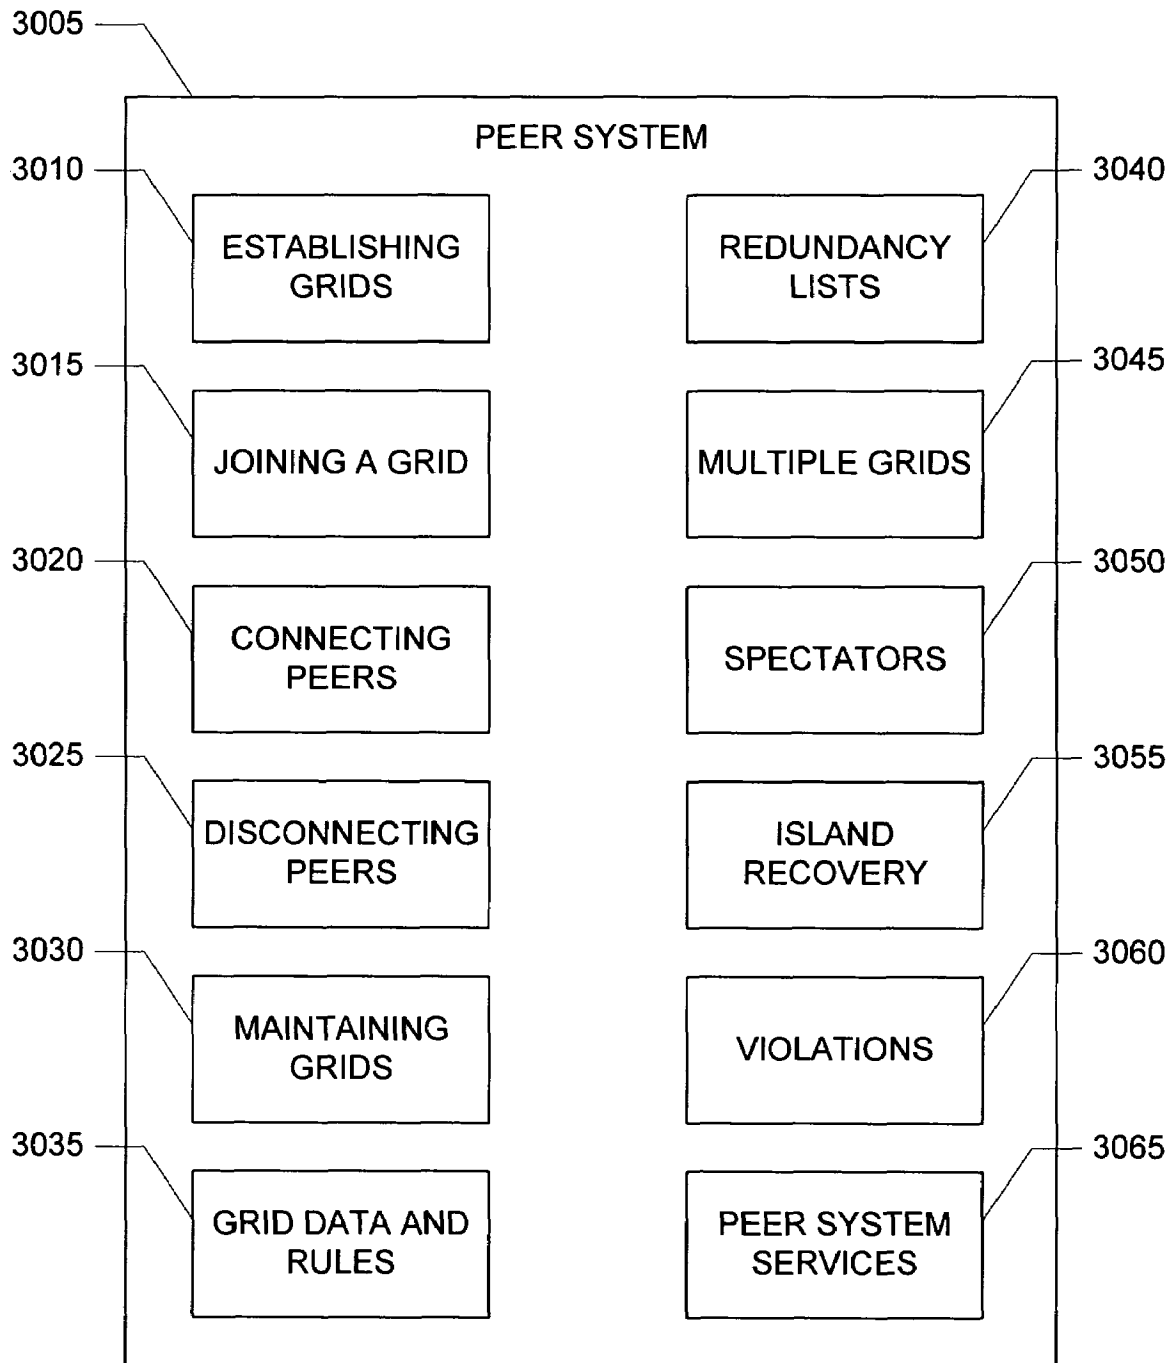 3005
PEER SYSTEM
3010
ESTABLISHING
GRIDS
3015
JOINING A GRID
3020
CONNECTING
PEERS
3025
DISCONNECTING
PEERS
3030
MAINTAINING
GRIDS
3035
GRID DATA AND
RULES
3040
REDUNDANCY
LISTS
3045
MULTIPLE GRIDS
3050
SPECTATORS
3055
ISLAND
RECOVERY
3060
VIOLATIONS
3065
PEER SYSTEM
SERVICES